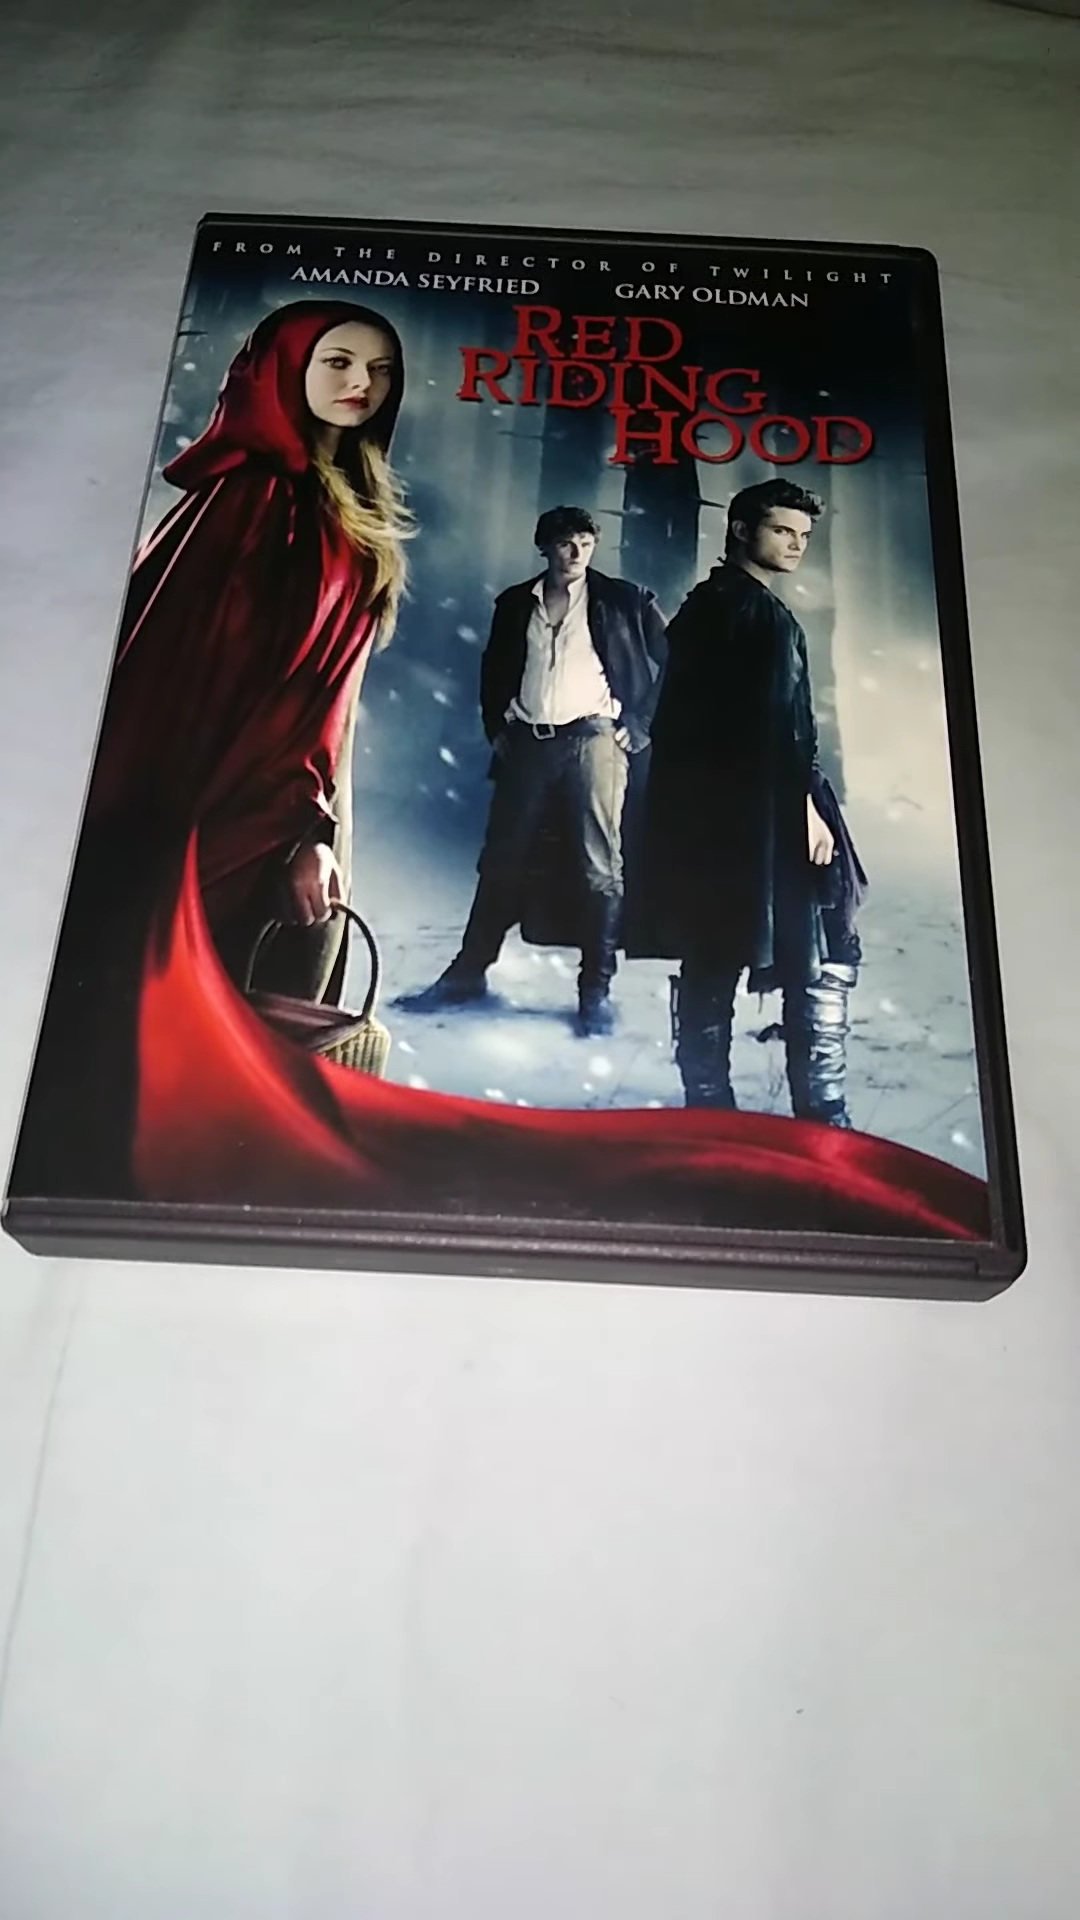 FROM THE DIRECTOR OF TWILIGHT
AMANDA SEYFRIED GARY OLDMAN
RED
RIDING
HOOD